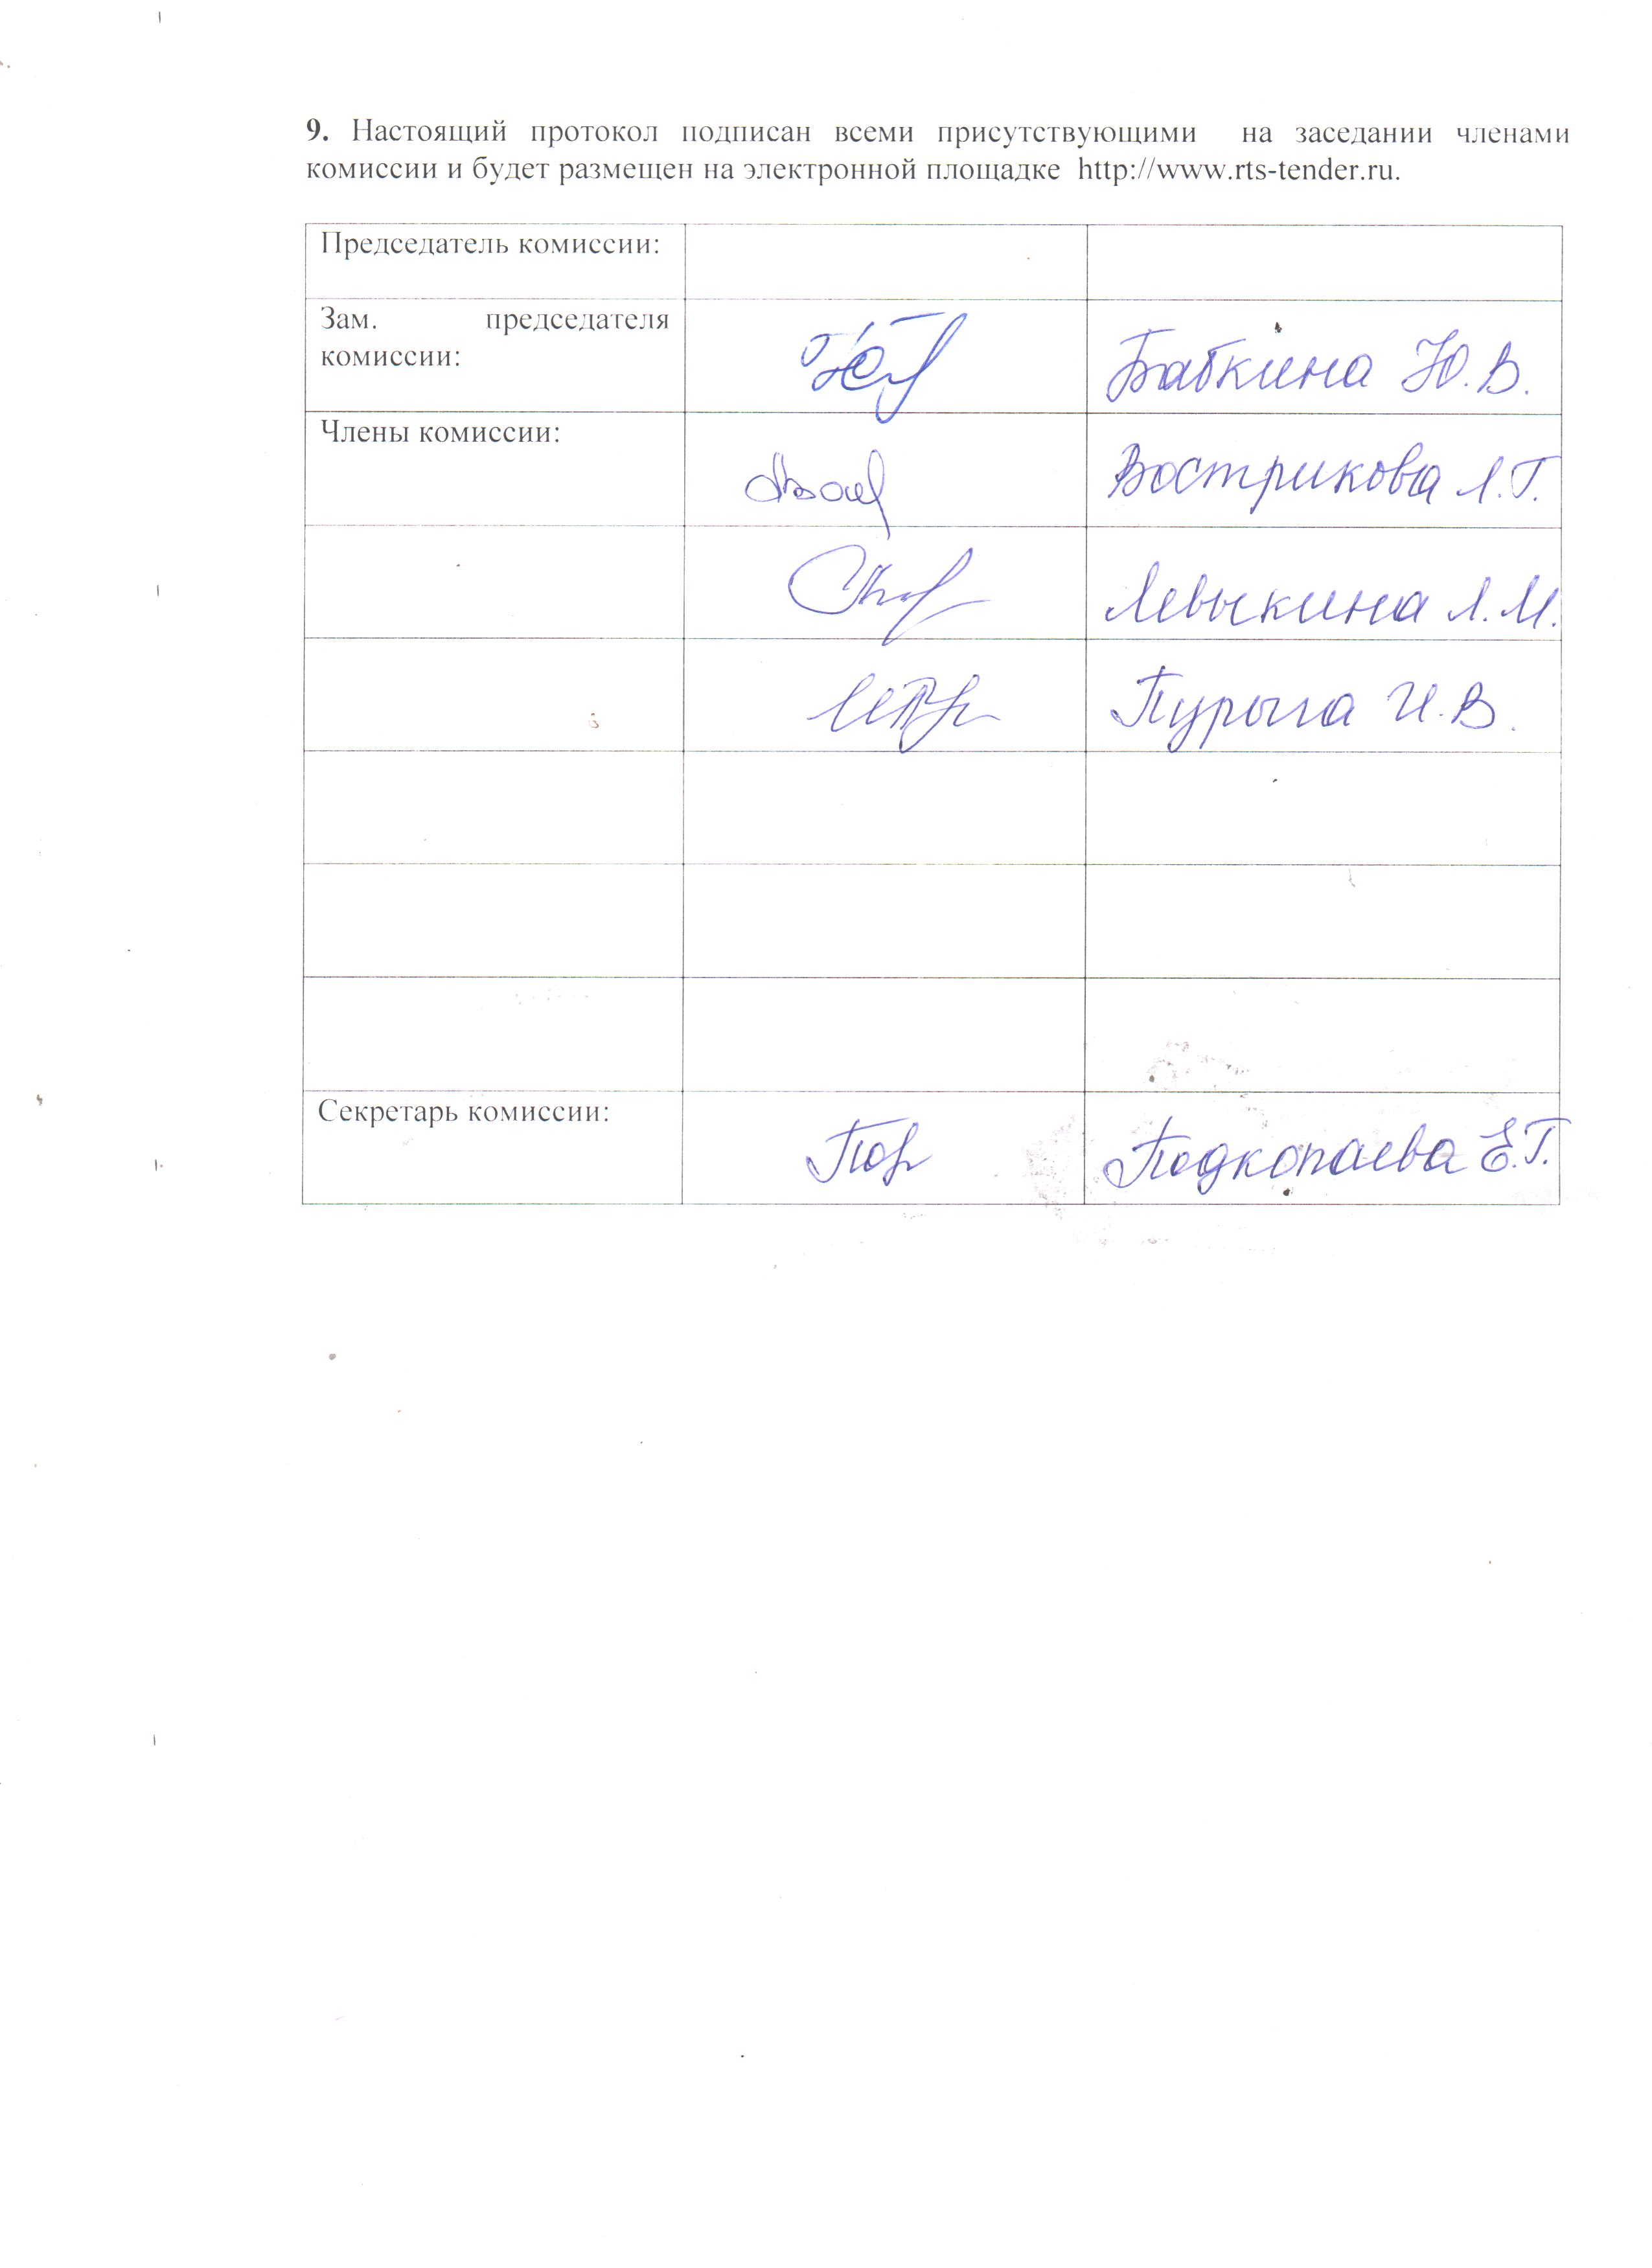 9. Настоящий протокол подписан всеми присутствующими на заседании членами
комиссии и будет размещен на электронной площадке http://www.rts-tender.ru.
Председатель комиссии:
Зам. председателя
комиссии:
Бабкина Ю.В.
Члены комиссии:
Вострикова Л.Г.
Левыкина Л.М.
Пурыга И.В.
Секретарь комиссии:
Подкопаева Е.Г.